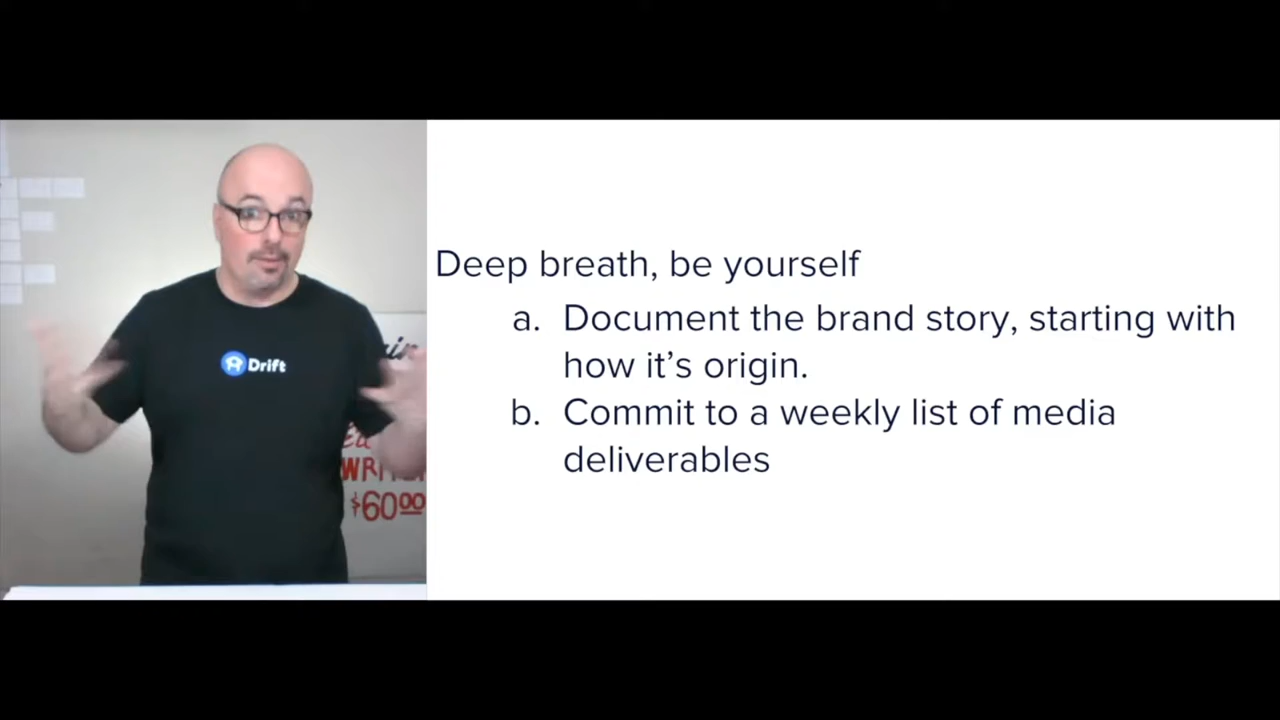 Deep breath, be yourself
a. Document the brand story, starting with
how it's origin.
b. Commit to a weekly list of media
deliverables
Drift
$6000